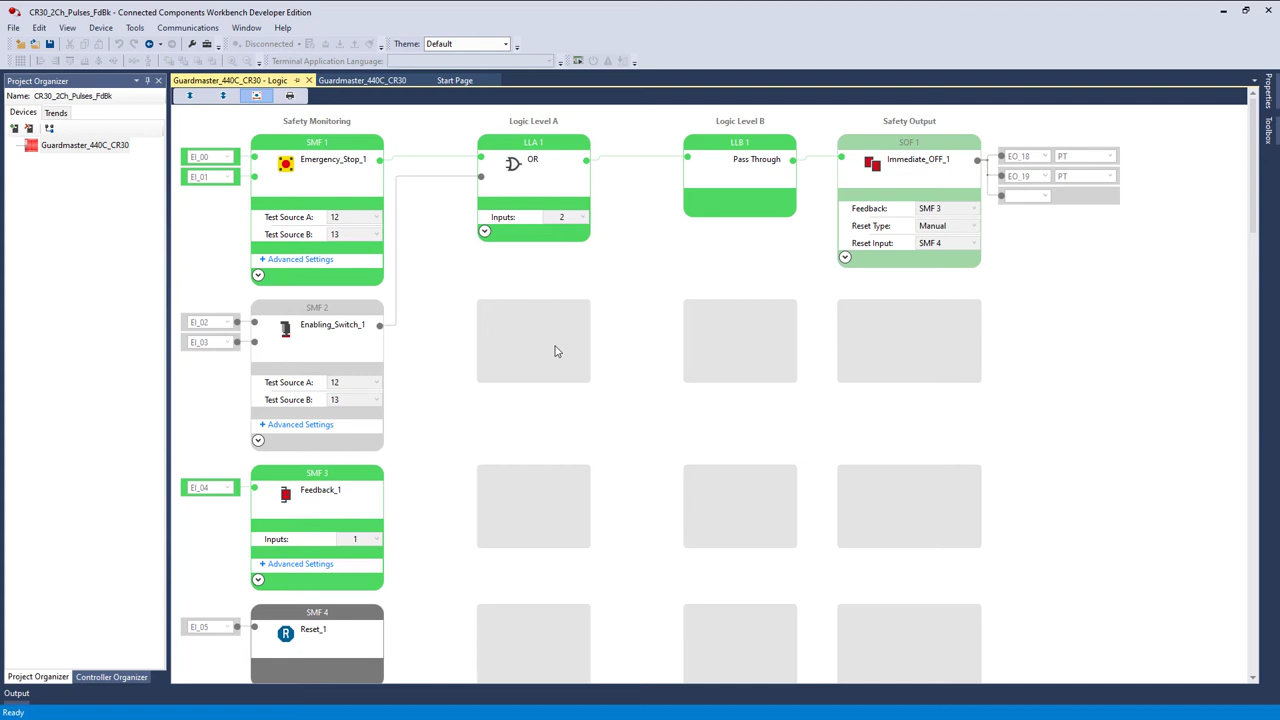 CR30_2Ch_Pulses_FdBk - Connected Components Workbench Developer Edition
File Edit View Device Tools Communications Window Help
Disconnected Theme: Default
Terminal Application Language:
Project Organizer
Guardmaster_440C_CR30 - Logic Guardmaster_440C_CR30 Start Page
Name: CR30_2Ch_Pulses_FdBk
Devices Trends
Guardmaster_440C_CR30
Safety Monitoring Logic Level A Logic Level B Safety Output
SMF 1 LLA 1 LLB 1 SOF 1
EI_00 Emergency_Stop_1 OR Pass Through Immediate_OFF_1 EO_18 PT
EI_01 EO_19 PT
Test Source A: 12 Inputs: 2 Feedback: SMF 3
Test Source B: 13 Reset Type: Manual
Reset Input: SMF 4
+ Advanced Settings
SMF 2
EI_02 Enabling_Switch_1
EI_03
Test Source A: 12
Test Source B: 13
+ Advanced Settings
SMF 3
EI_04 Feedback_1
Inputs: 1
+ Advanced Settings
SMF 4
EI_05 Reset_1
R
Project Organizer Controller Organizer
Output
Ready
Properties
Toolbox